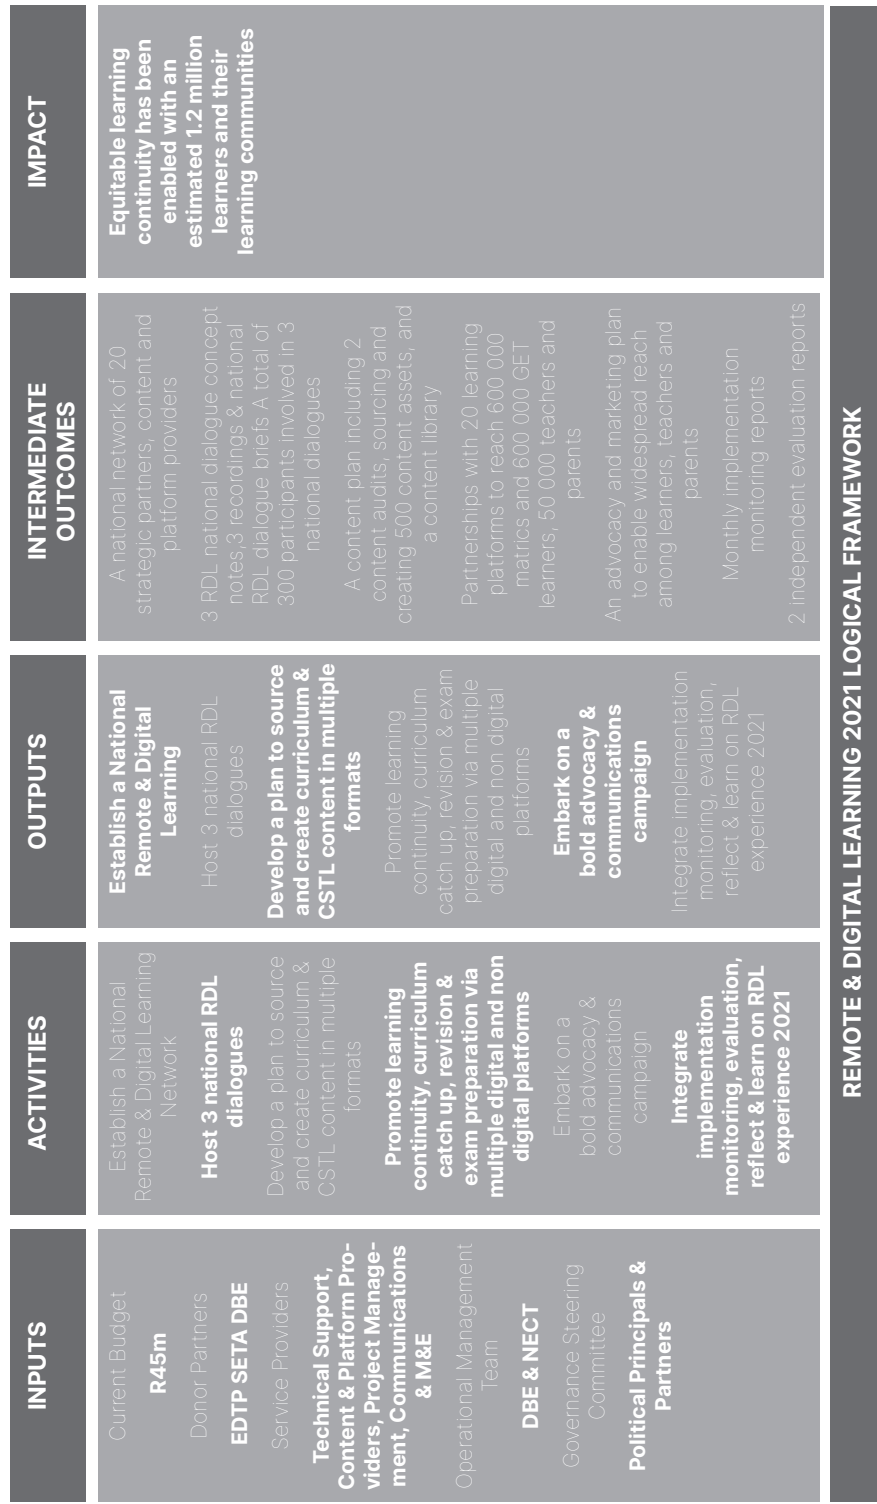 INPUTS
Current Budget
R45m
Donor Partners
EDTP SETA DBE
Service Providers
Technical Support,
Content & Platform Pro-
viders, Project Manage-
ment, Communications
& M&E
Operational Management
Team
DBE & NECT
Governance Steering
Committee
Political Principals &
Partners
ACTIVITIES
Establish a National
Remote & Digital Learning
Network
Host 3 national RDL
dialogues
Develop a plan to source
and create curriculum &
CSTL content in multiple
formats
Promote learning
continuity, curriculum
catch up, revision &
exam preparation via
multiple digital and non
digital platforms
Embark on a
bold advocacy &
communications
campaign
Integrate
implementation
monitoring, evaluation,
reflect & learn on RDL
experience 2021
OUTPUTS
Establish a National
Remote & Digital
Learning
Host 3 national RDL
dialogues
Develop a plan to source
and create curriculum &
CSTL content in multiple
formats
Promote learning
continuity, curriculum
catch up, revision & exam
preparation via multiple
digital and non digital
platforms
Embark on a
bold advocacy &
communications
campaign
Integrate implementation
monitoring, evaluation,
reflect & learn on RDL
experience 2021
INTERMEDIATE
OUTCOMES
A national network of 20
strategic partners, content and
platform providers
3 RDL national dialogue concept
notes,3 recordings & national
RDL dialogue briefs A total of
300 participants involved in 3
national dialogues
A content plan including 2
content audits, sourcing and
creating 500 content assets, and
a content library
Partnerships with 20 learning
platforms to reach 600 000
matrics and 600 000 GET
learners, 50 000 teachers and
parents
An advocacy and marketing plan
to enable widespread reach
among learners, teachers and
parents
Monthly implementation
monitoring reports
2 independent evaluation reports
IMPACT
Equitable learning
continuity has been
enabled with an
estimated 1.2 million
learners and their
learning communities
REMOTE & DIGITAL LEARNING 2021 LOGICAL FRAMEWORK